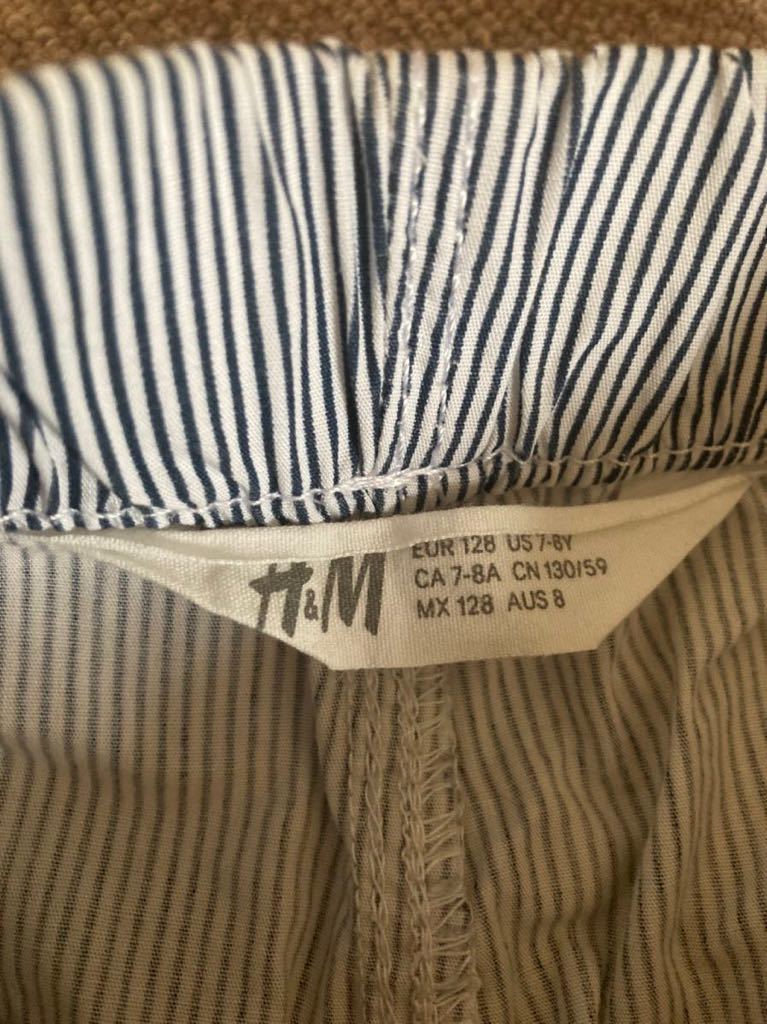 H&M
EUR 128 US 7-8Y
CA 7-8A CN 130/59
MX 128 AUS 8